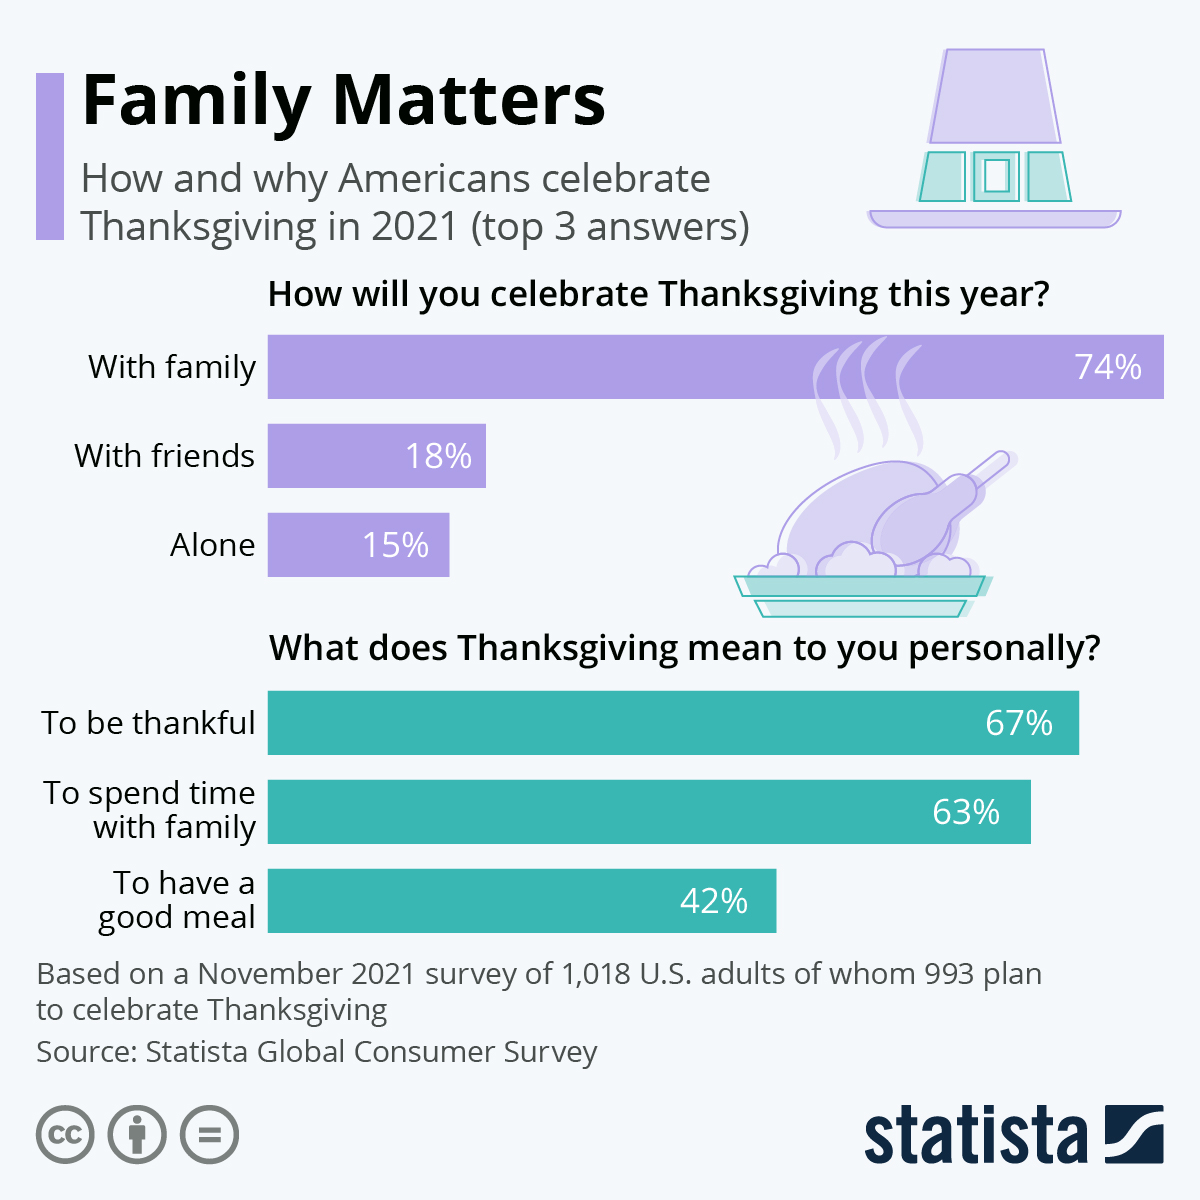 Family Matters
How and why Americans celebrate
Thanksgiving in 2021 (top 3 answers)
How will you celebrate Thanksgiving this year?
With family 74%
With friends 18%
Alone 15%
What does Thanksgiving mean to you personally?
To be thankful 67%
To spend time
with family 63%
To have a
good meal 42%
Based on a November 2021 survey of 1,018 U.S. adults of whom 993 plan
to celebrate Thanksgiving
Source: Statista Global Consumer Survey
cc
statista